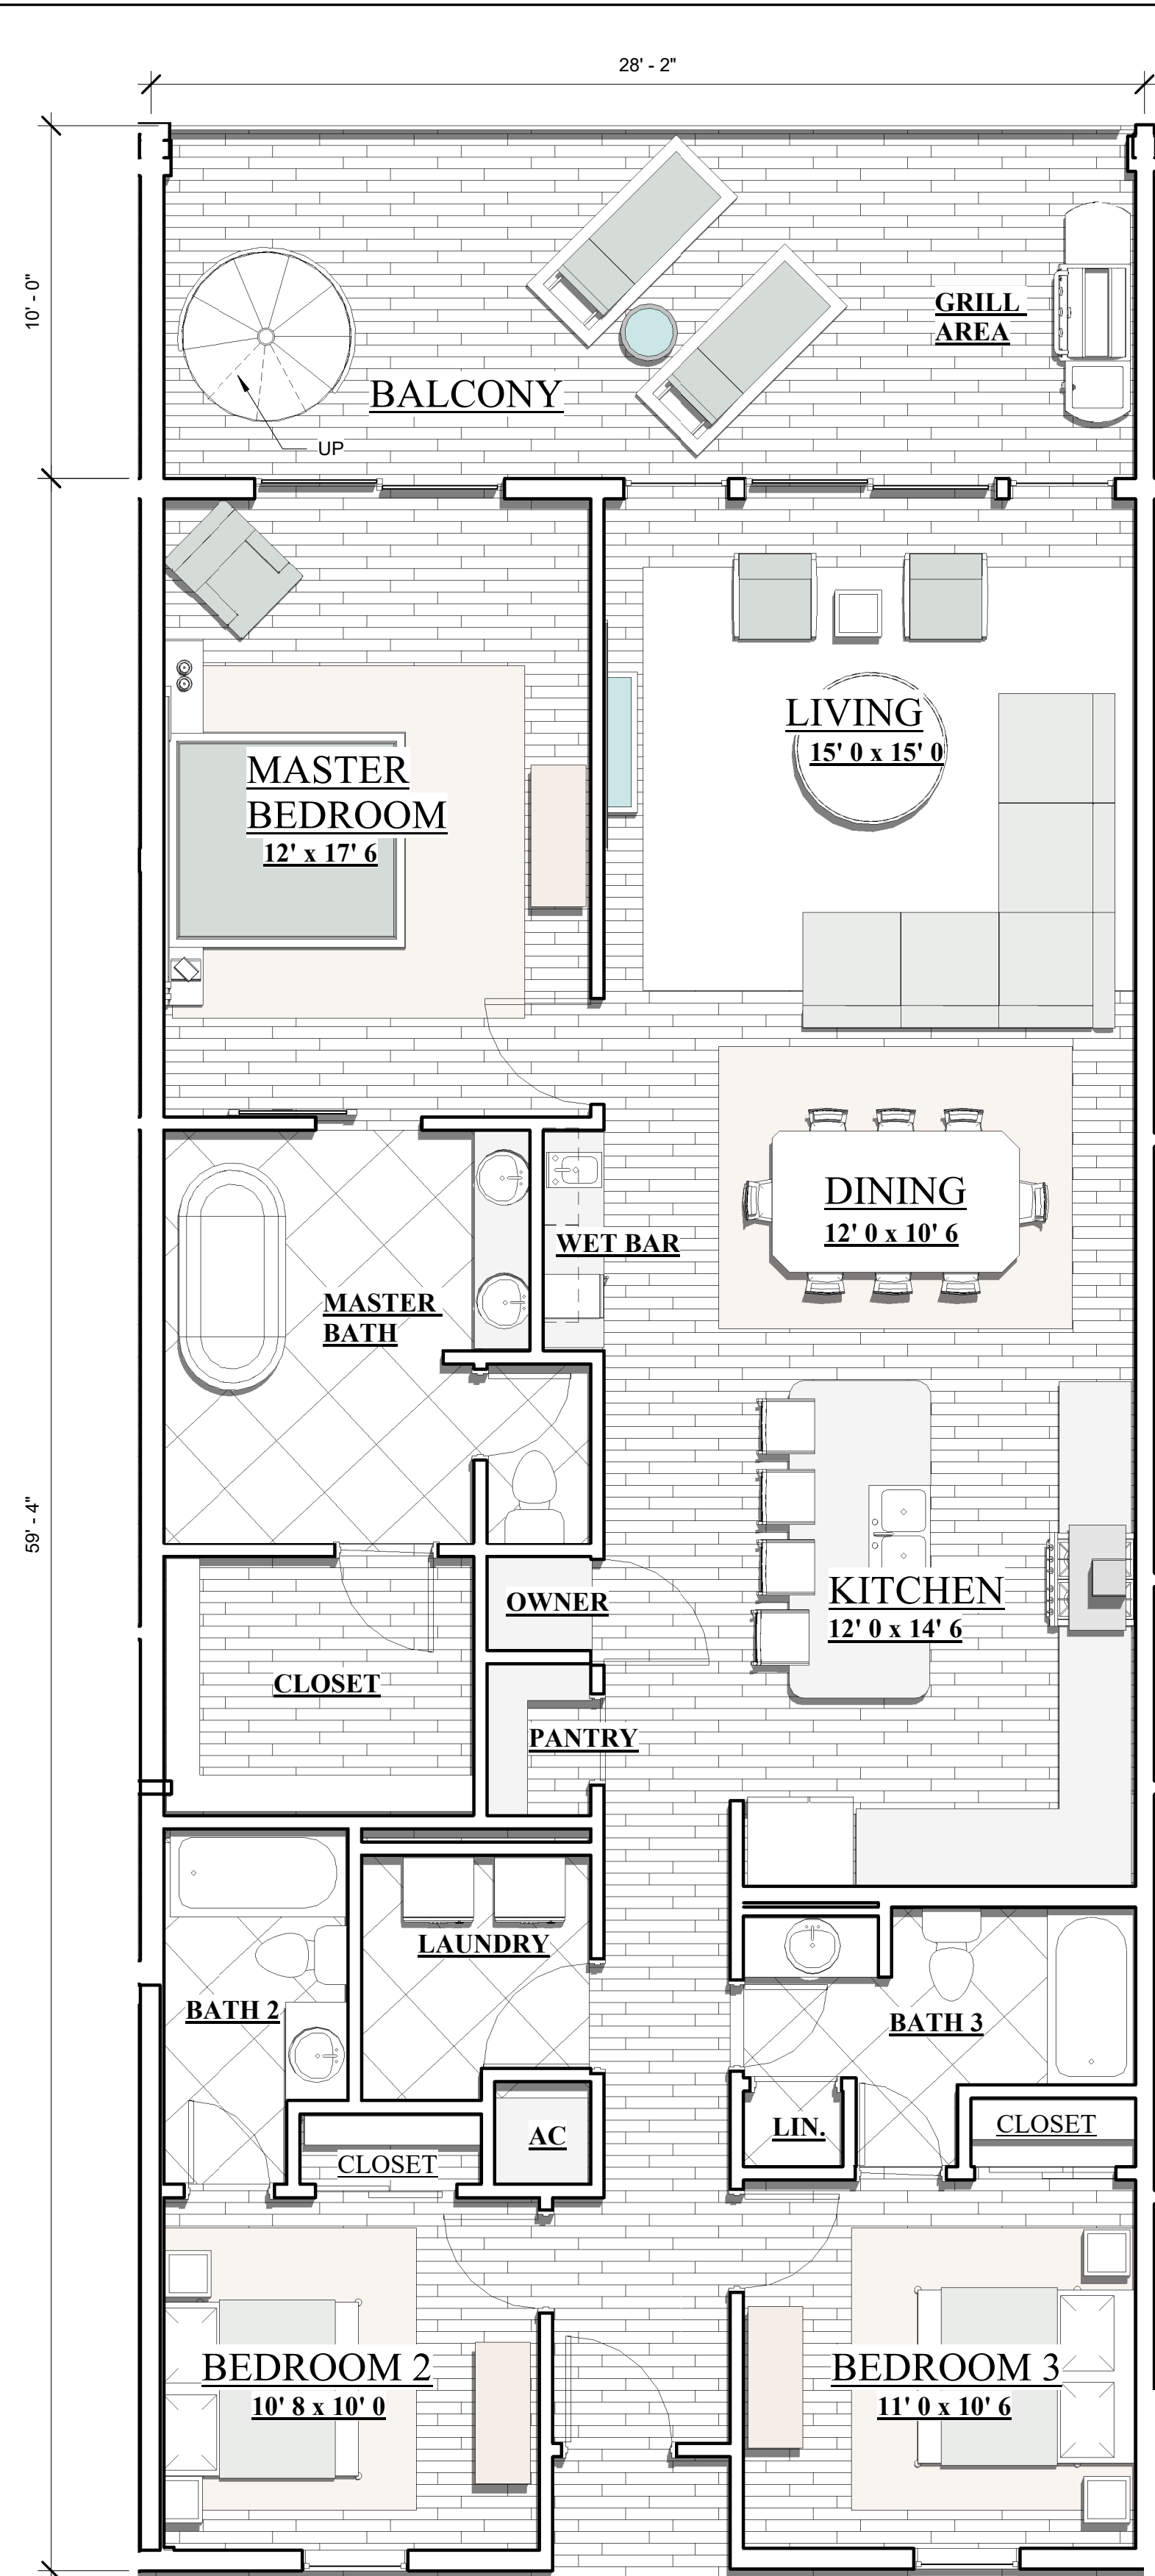 28' - 2"
10' - 0"
GRILL
AREA
BALCONY
UP
LIVING
15' 0 x 15' 0
MASTER
BEDROOM
12' x 17' 6
DINING
12' 0 x 10' 6
WET BAR
MASTER
BATH
59' - 4"
KITCHEN
12' 0 x 14' 6
OWNER
CLOSET
PANTRY
LAUNDRY
BATH 2
BATH 3
LIN.
CLOSET
AC
CLOSET
BEDROOM 2
10' 8 x 10' 0
BEDROOM 3
11' 0 x 10' 6